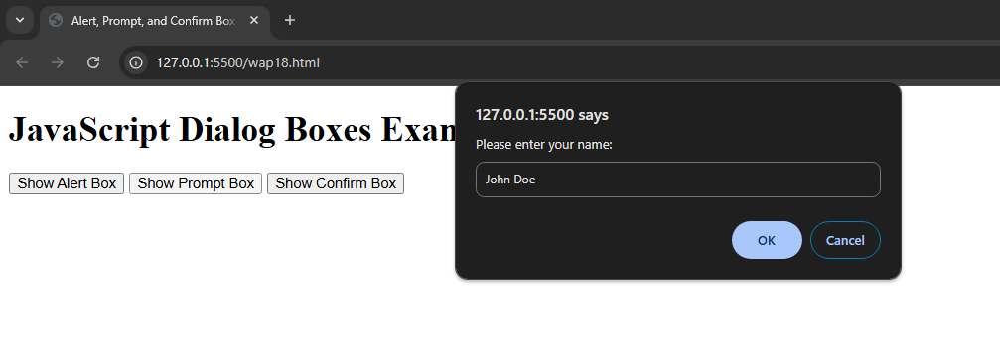 Alert, Prompt, and Confirm Box
127.0.0.1:5500/wap18.html
JavaScript Dialog Boxes
Show Alert Box Show Prompt Box Show Confirm Box
127.0.0.1:5500 says
Please enter your name:
John Doe
OK Cancel